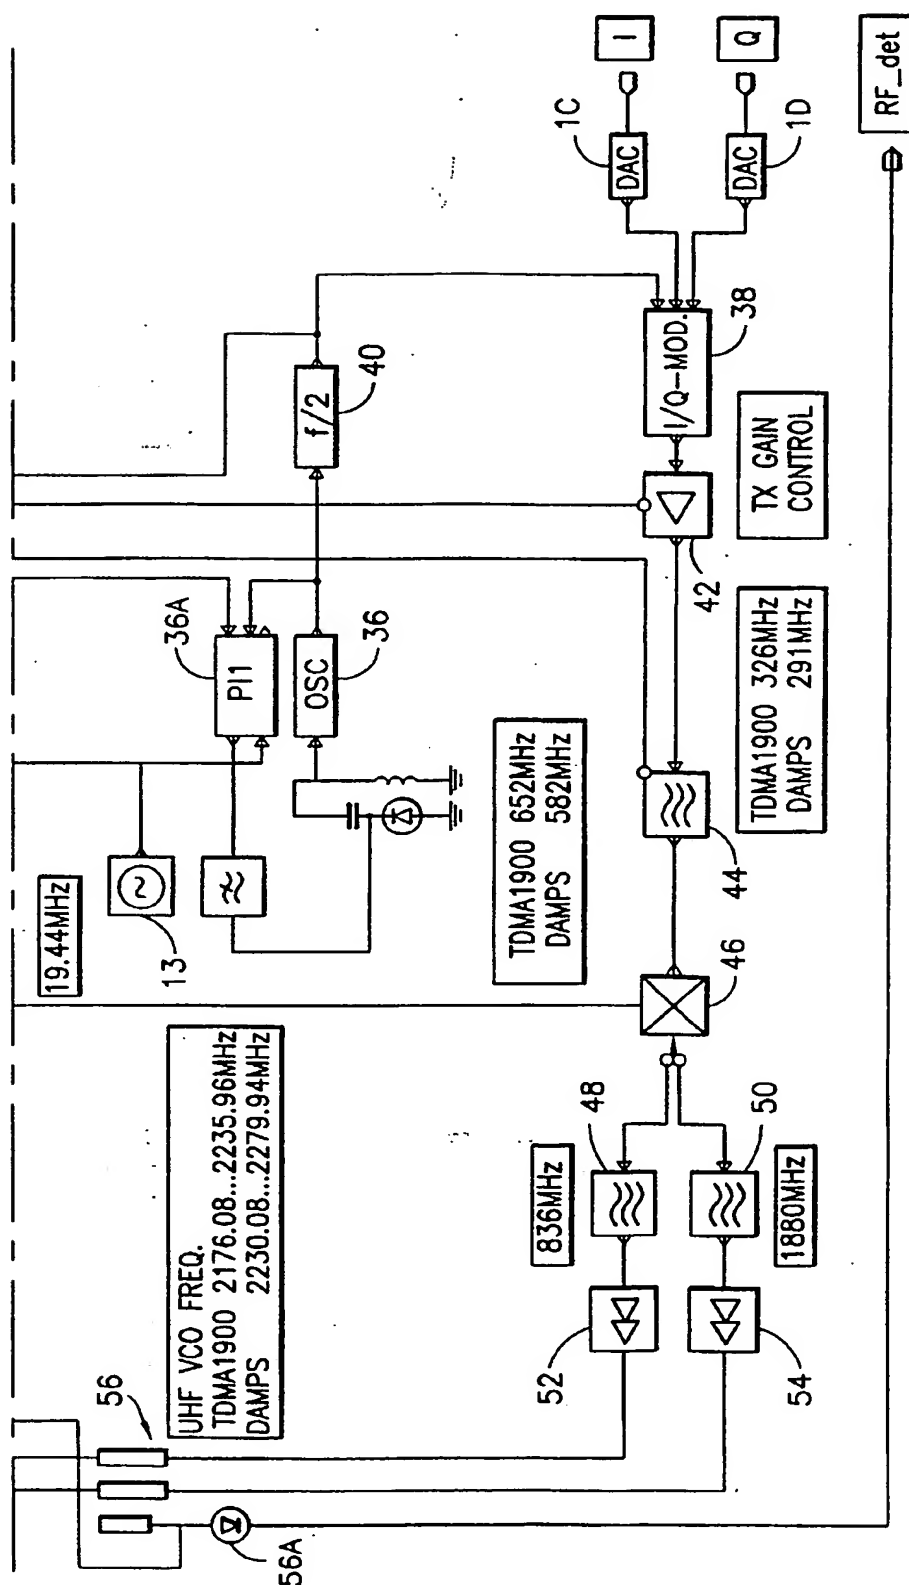 19.44MHz
13
PI1
36A
OSC
36
f/2
40
I
Q
DAC
1C
DAC
1D
RF_det
UHF VCO FREQ.
TDMA1900 2176.08...2235.96MHz
DAMPS 2230.08...2279.94MHz
TDMA1900 652MHz
DAMPS 582MHz
I/Q-MOD.
38
42
TX GAIN
CONTROL
TDMA1900 326MHz
DAMPS 291MHz
44
46
836MHz
48
50
1880MHz
52
54
56
56A